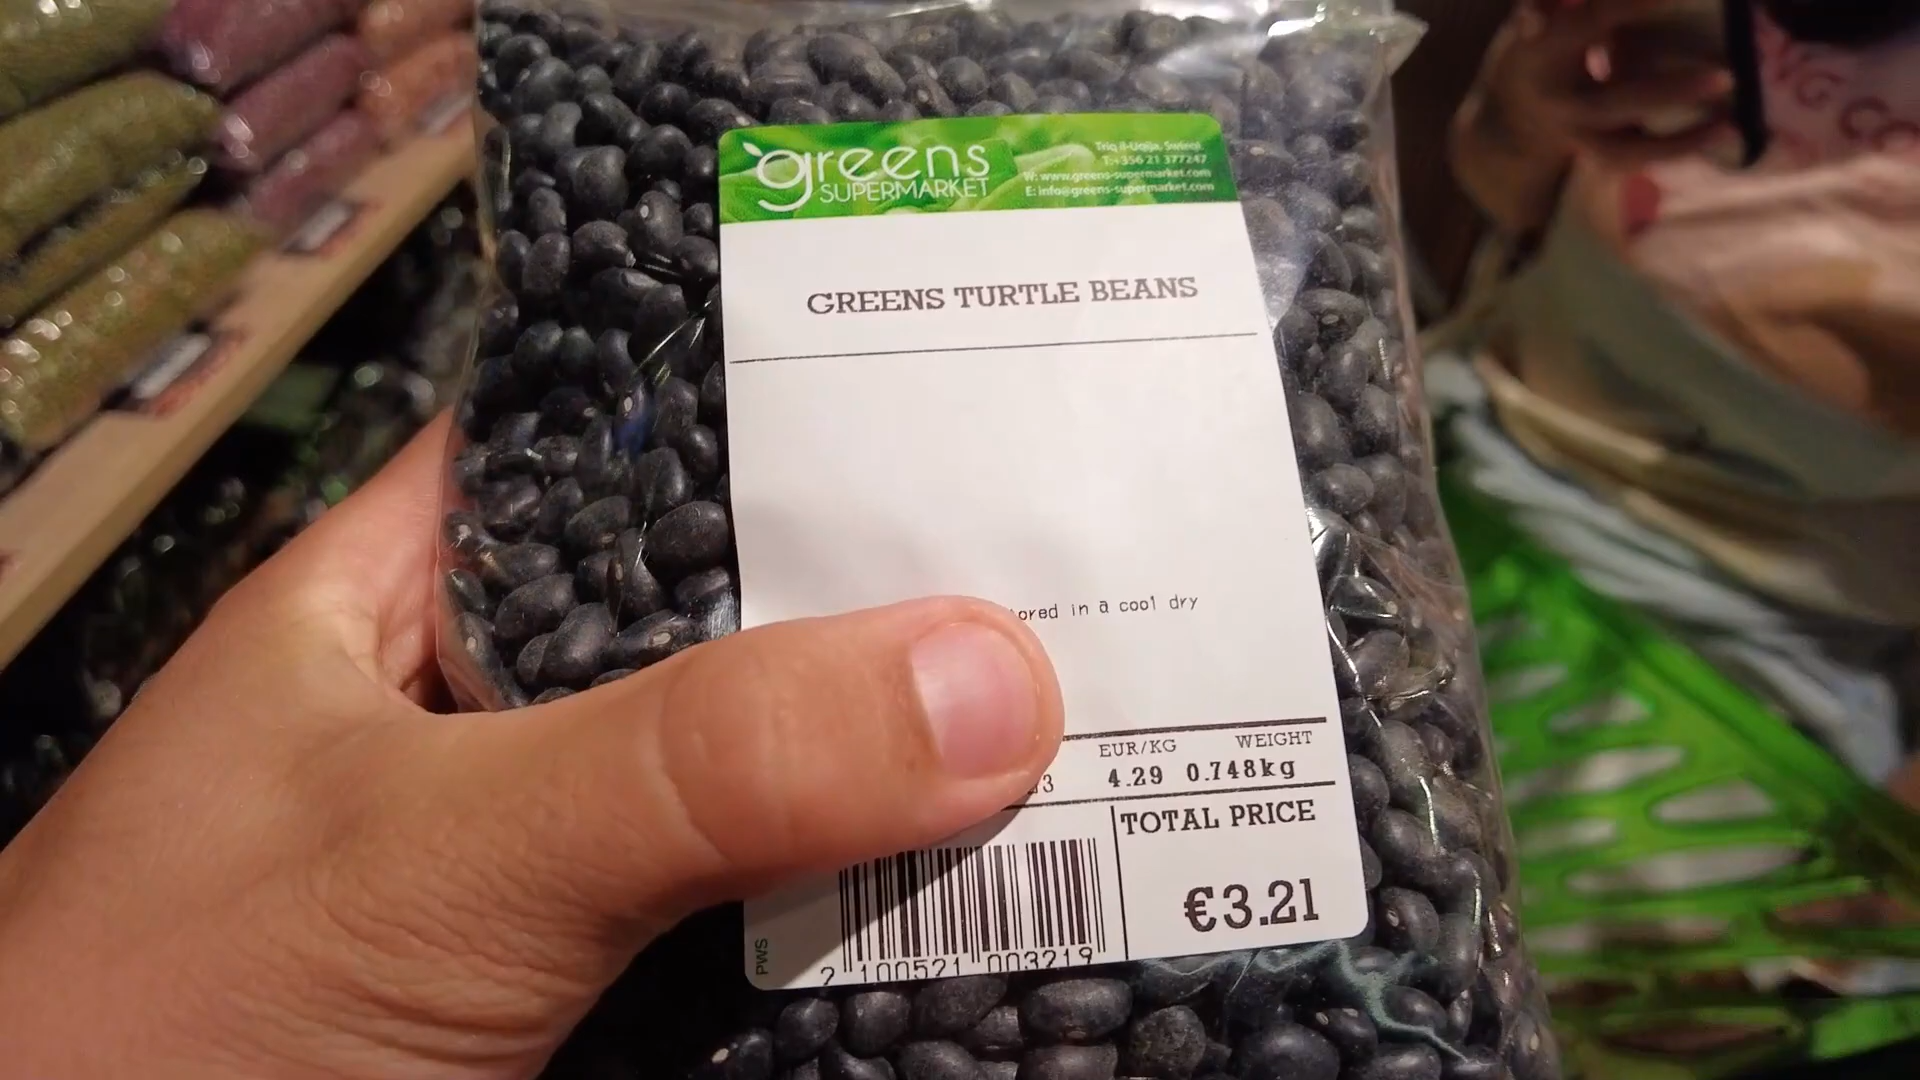 greens
SUPERMARKET
Triq il-Uqija, Swieqi.
T:+356 21 377247
W: www.greens-supermarket.com
E: info@greens-supermarket.com
GREENS TURTLE BEANS
ored in a cool dry
EUR/KG WEIGHT
3 4.29 0.748kg
TOTAL PRICE
€3.21
PWS
2 100521 003219